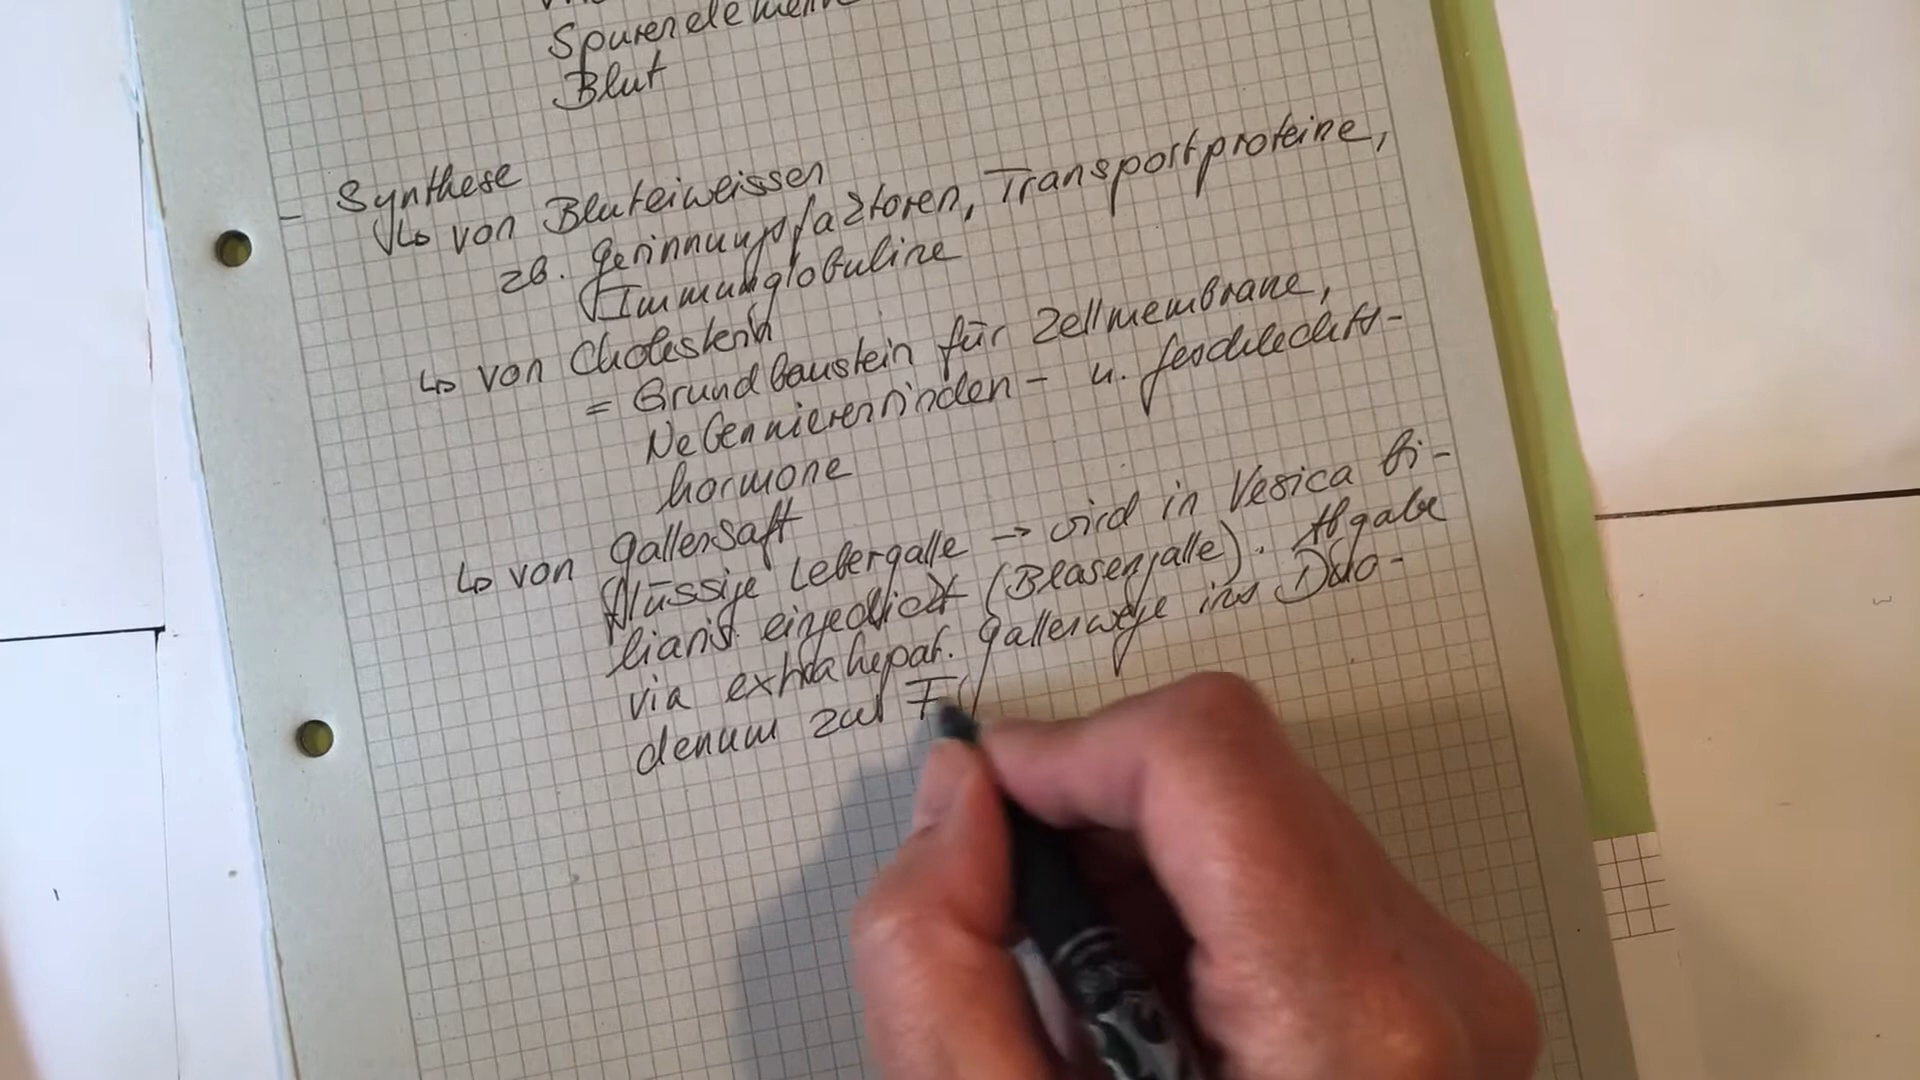 Spurenelemente
Blut
- Synthese
↳ von Bluteiweissen
zB. Gerinnungsfaktoren, Transportproteine,
Immunglobuline
↳ von Cholesterin
= Grundbaustein für Zellmembrane,
Nebennierenrinden- u. Geschlechts-
hormone
↳ von Gallensaft
flüssige Lebergalle → wird in Vesica bi-
liaris eingedickt (Blasengalle). Abgabe
via extrahepat. Gallenwege ins Duo-
denum zur F